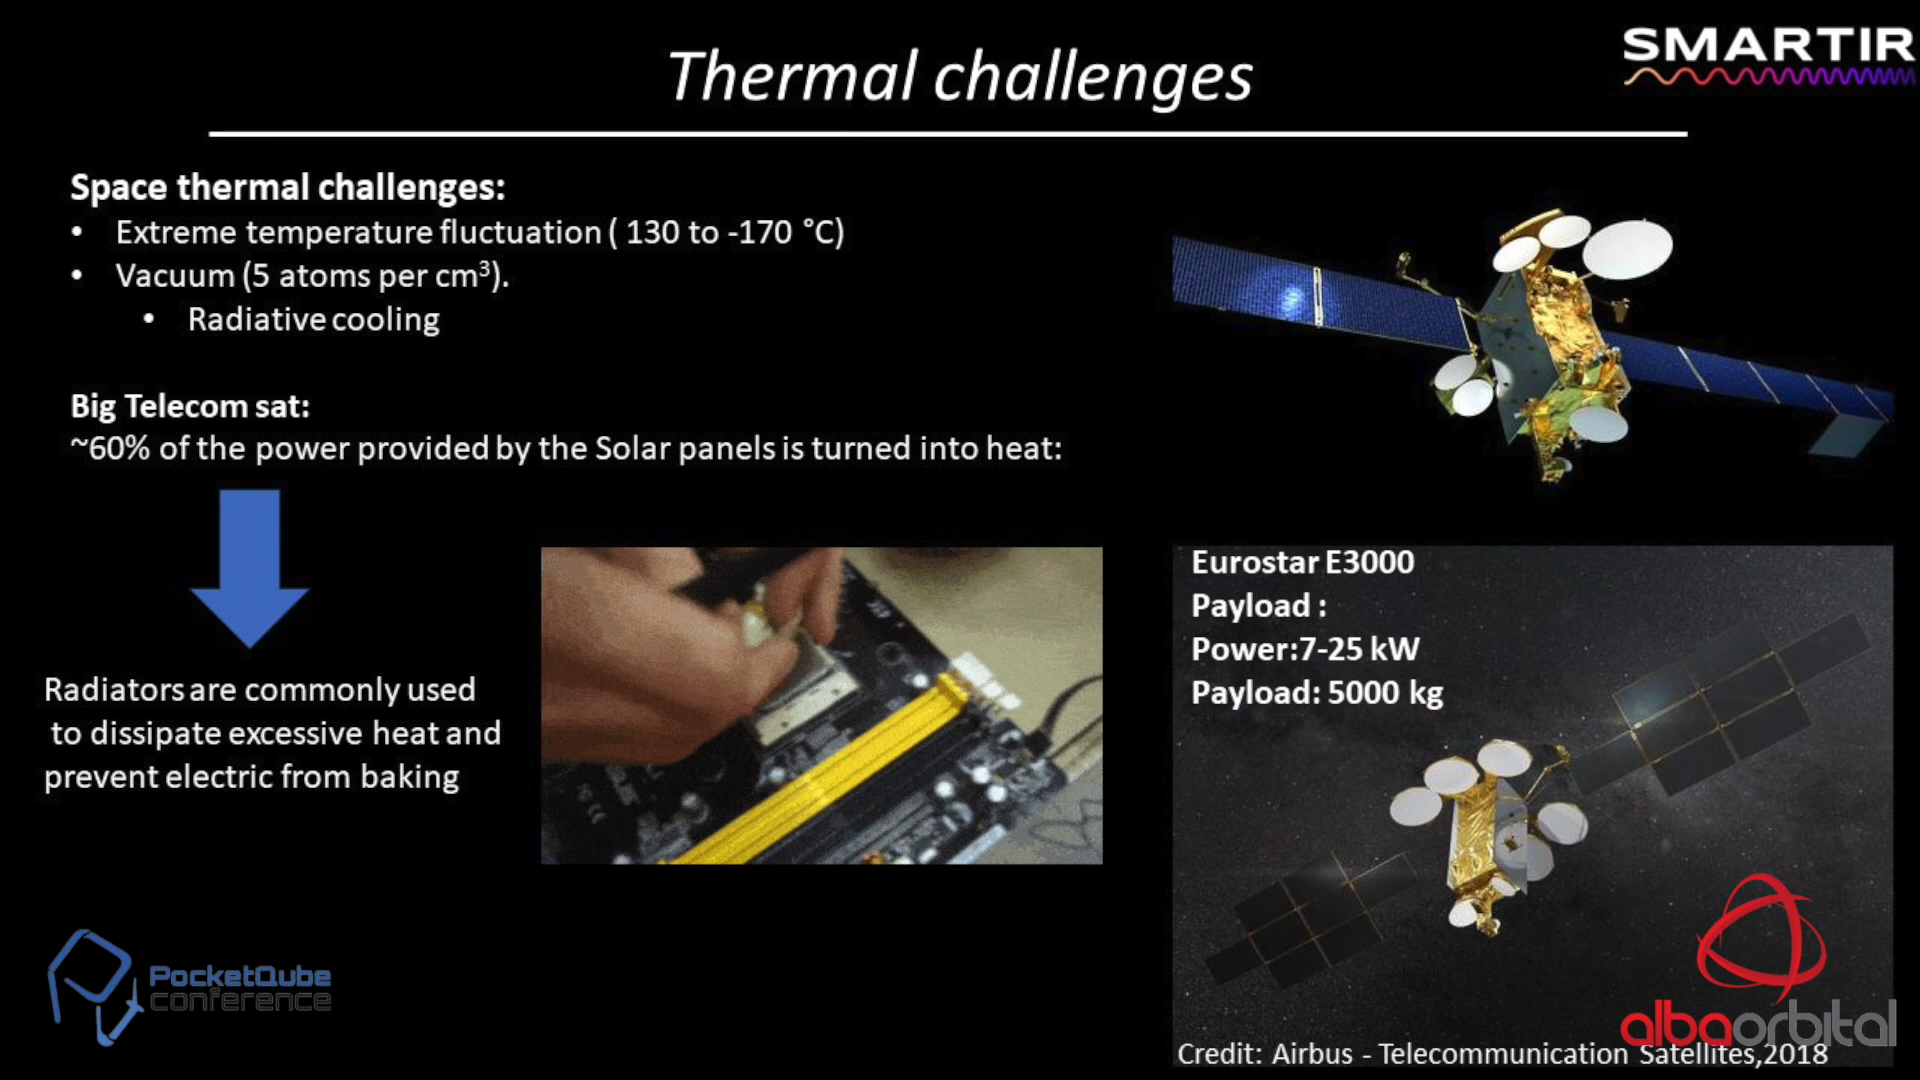 Thermal challenges
SMARTIR
Space thermal challenges:
• Extreme temperature fluctuation ( 130 to -170 °C)
• Vacuum (5 atoms per cm³).
• Radiative cooling
Big Telecom sat:
~60% of the power provided by the Solar panels is turned into heat:
Radiators are commonly used
to dissipate excessive heat and
prevent electric from baking
Eurostar E3000
Payload :
Power:7-25 kW
Payload: 5000 kg
PocketQube
conference
albaorbital
Credit: Airbus - Telecommunication Satellites,2018